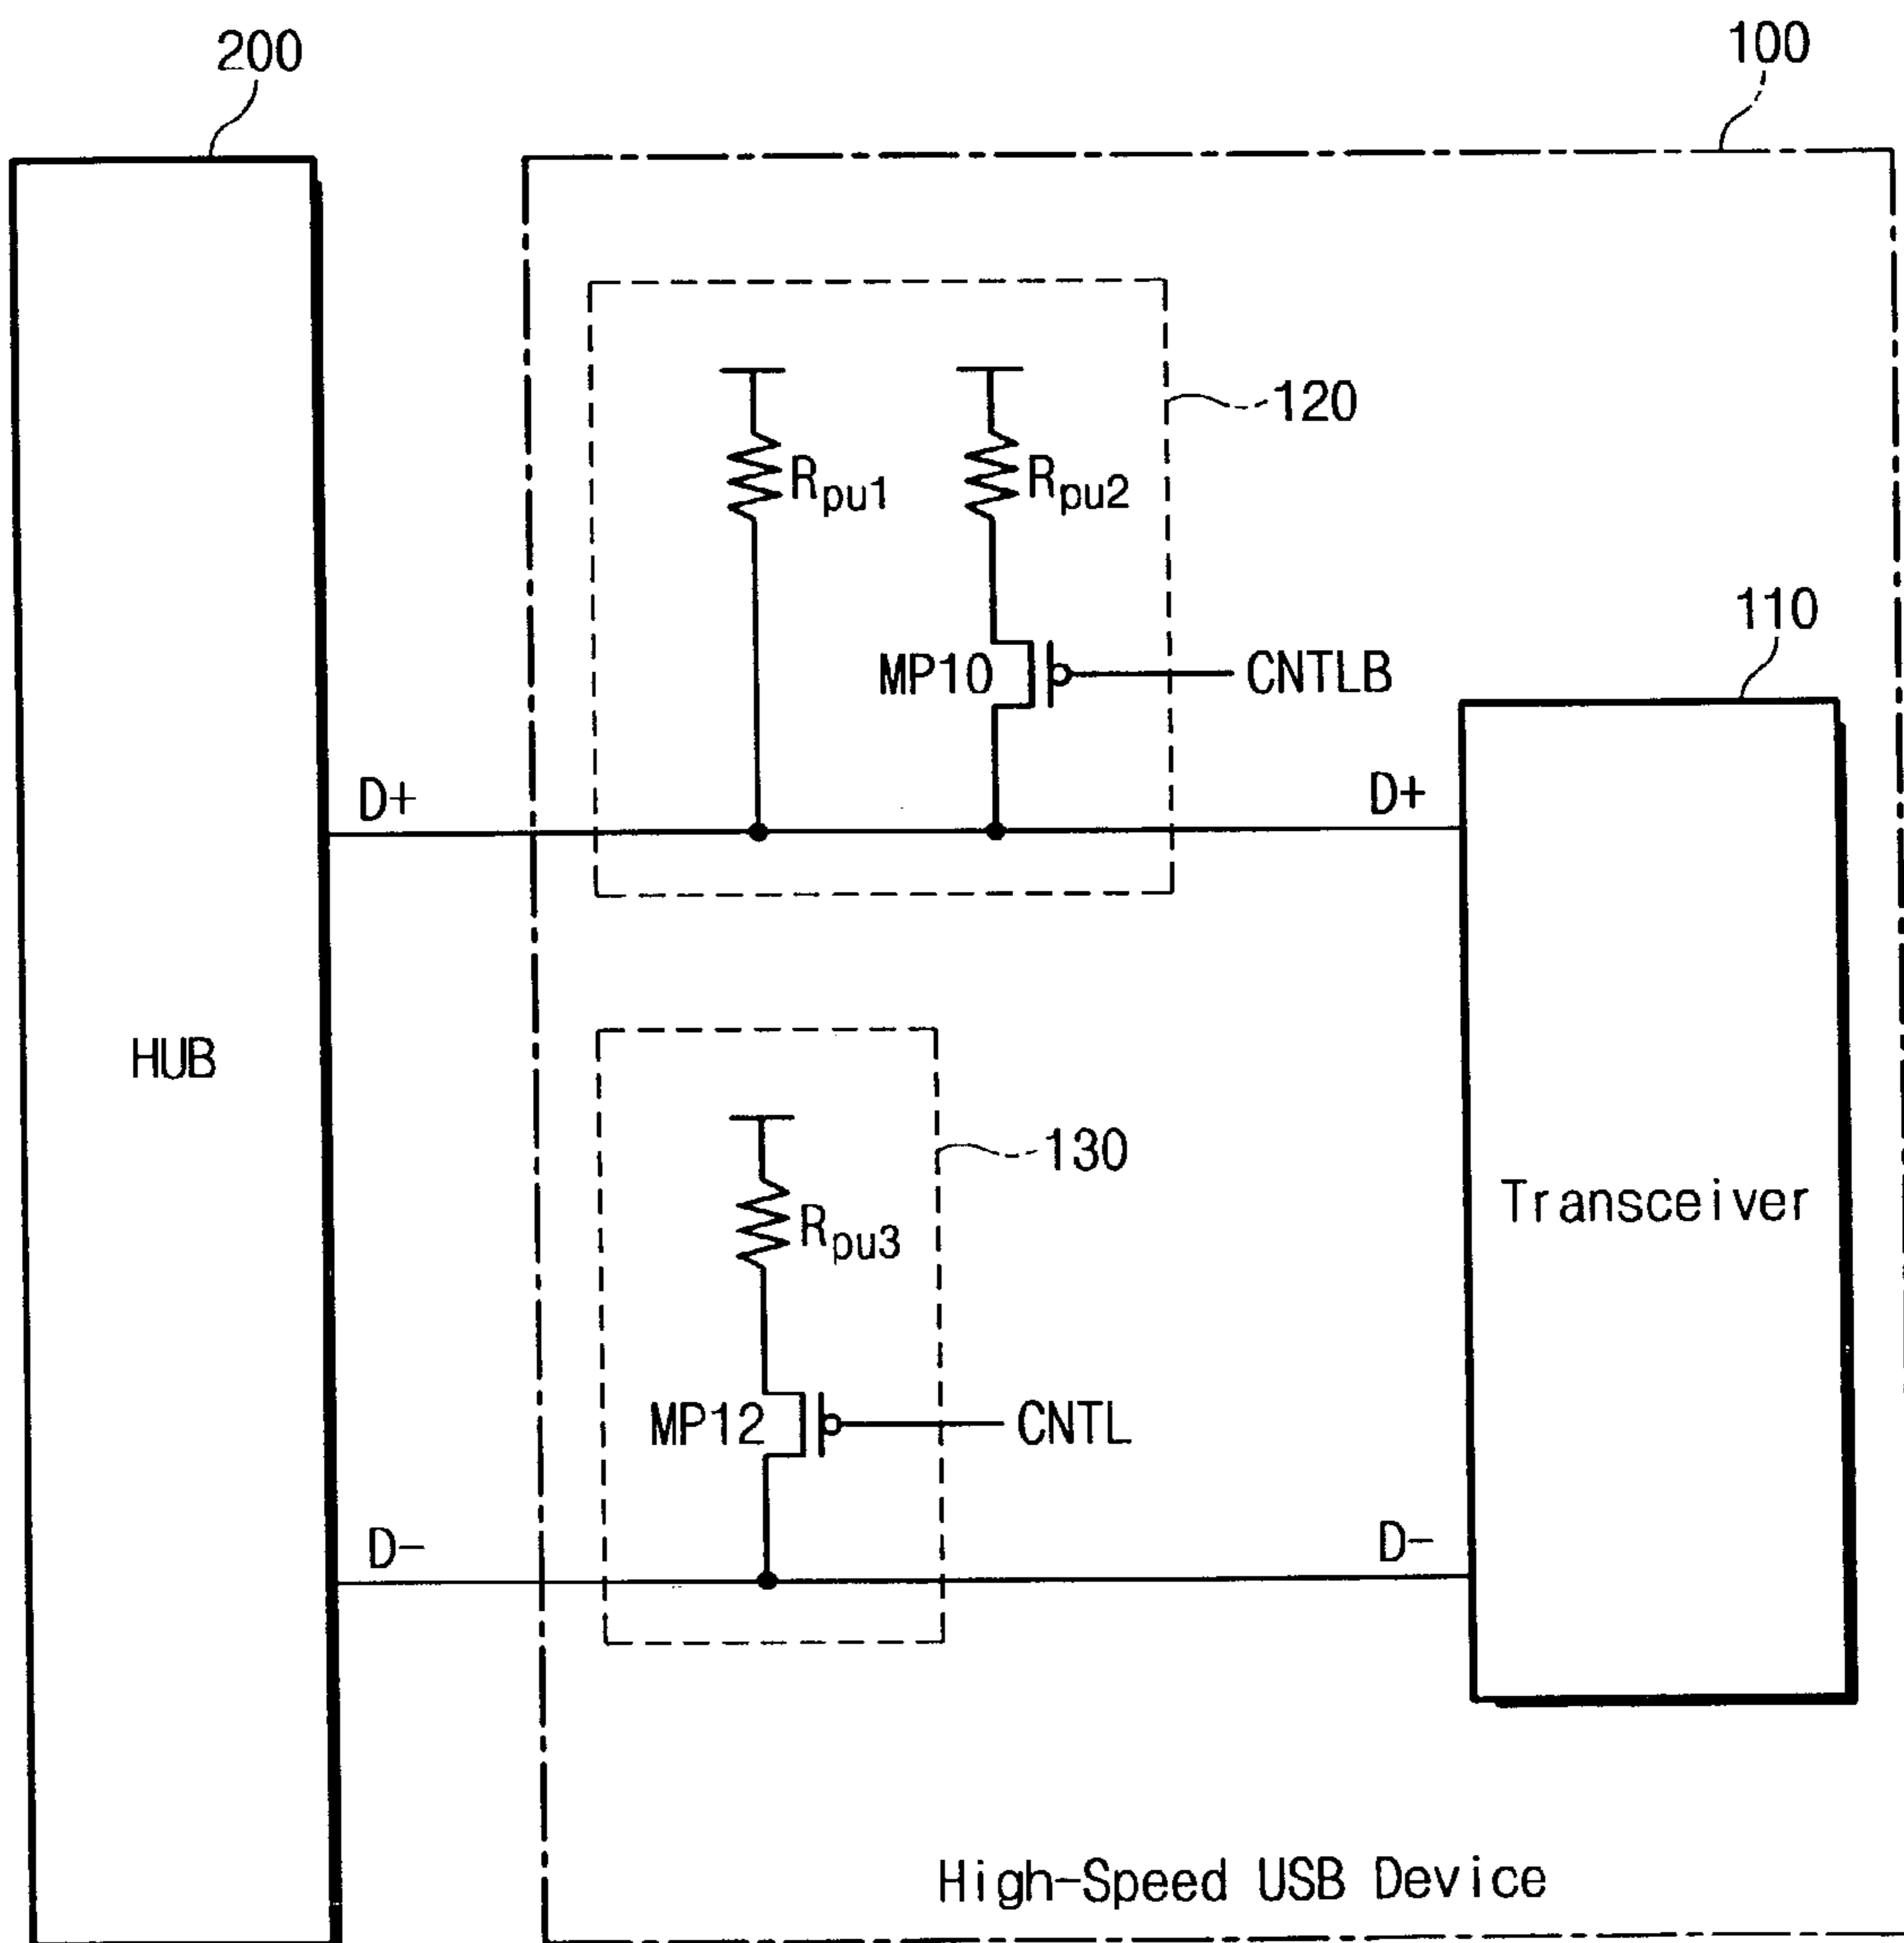 200
100
120
Rpu1
Rpu2
110
MP10
CNTLB
D+
D+
HUB
130
Transceiver
Rpu3
MP12
CNTL
D-
D-
High-Speed USB Device